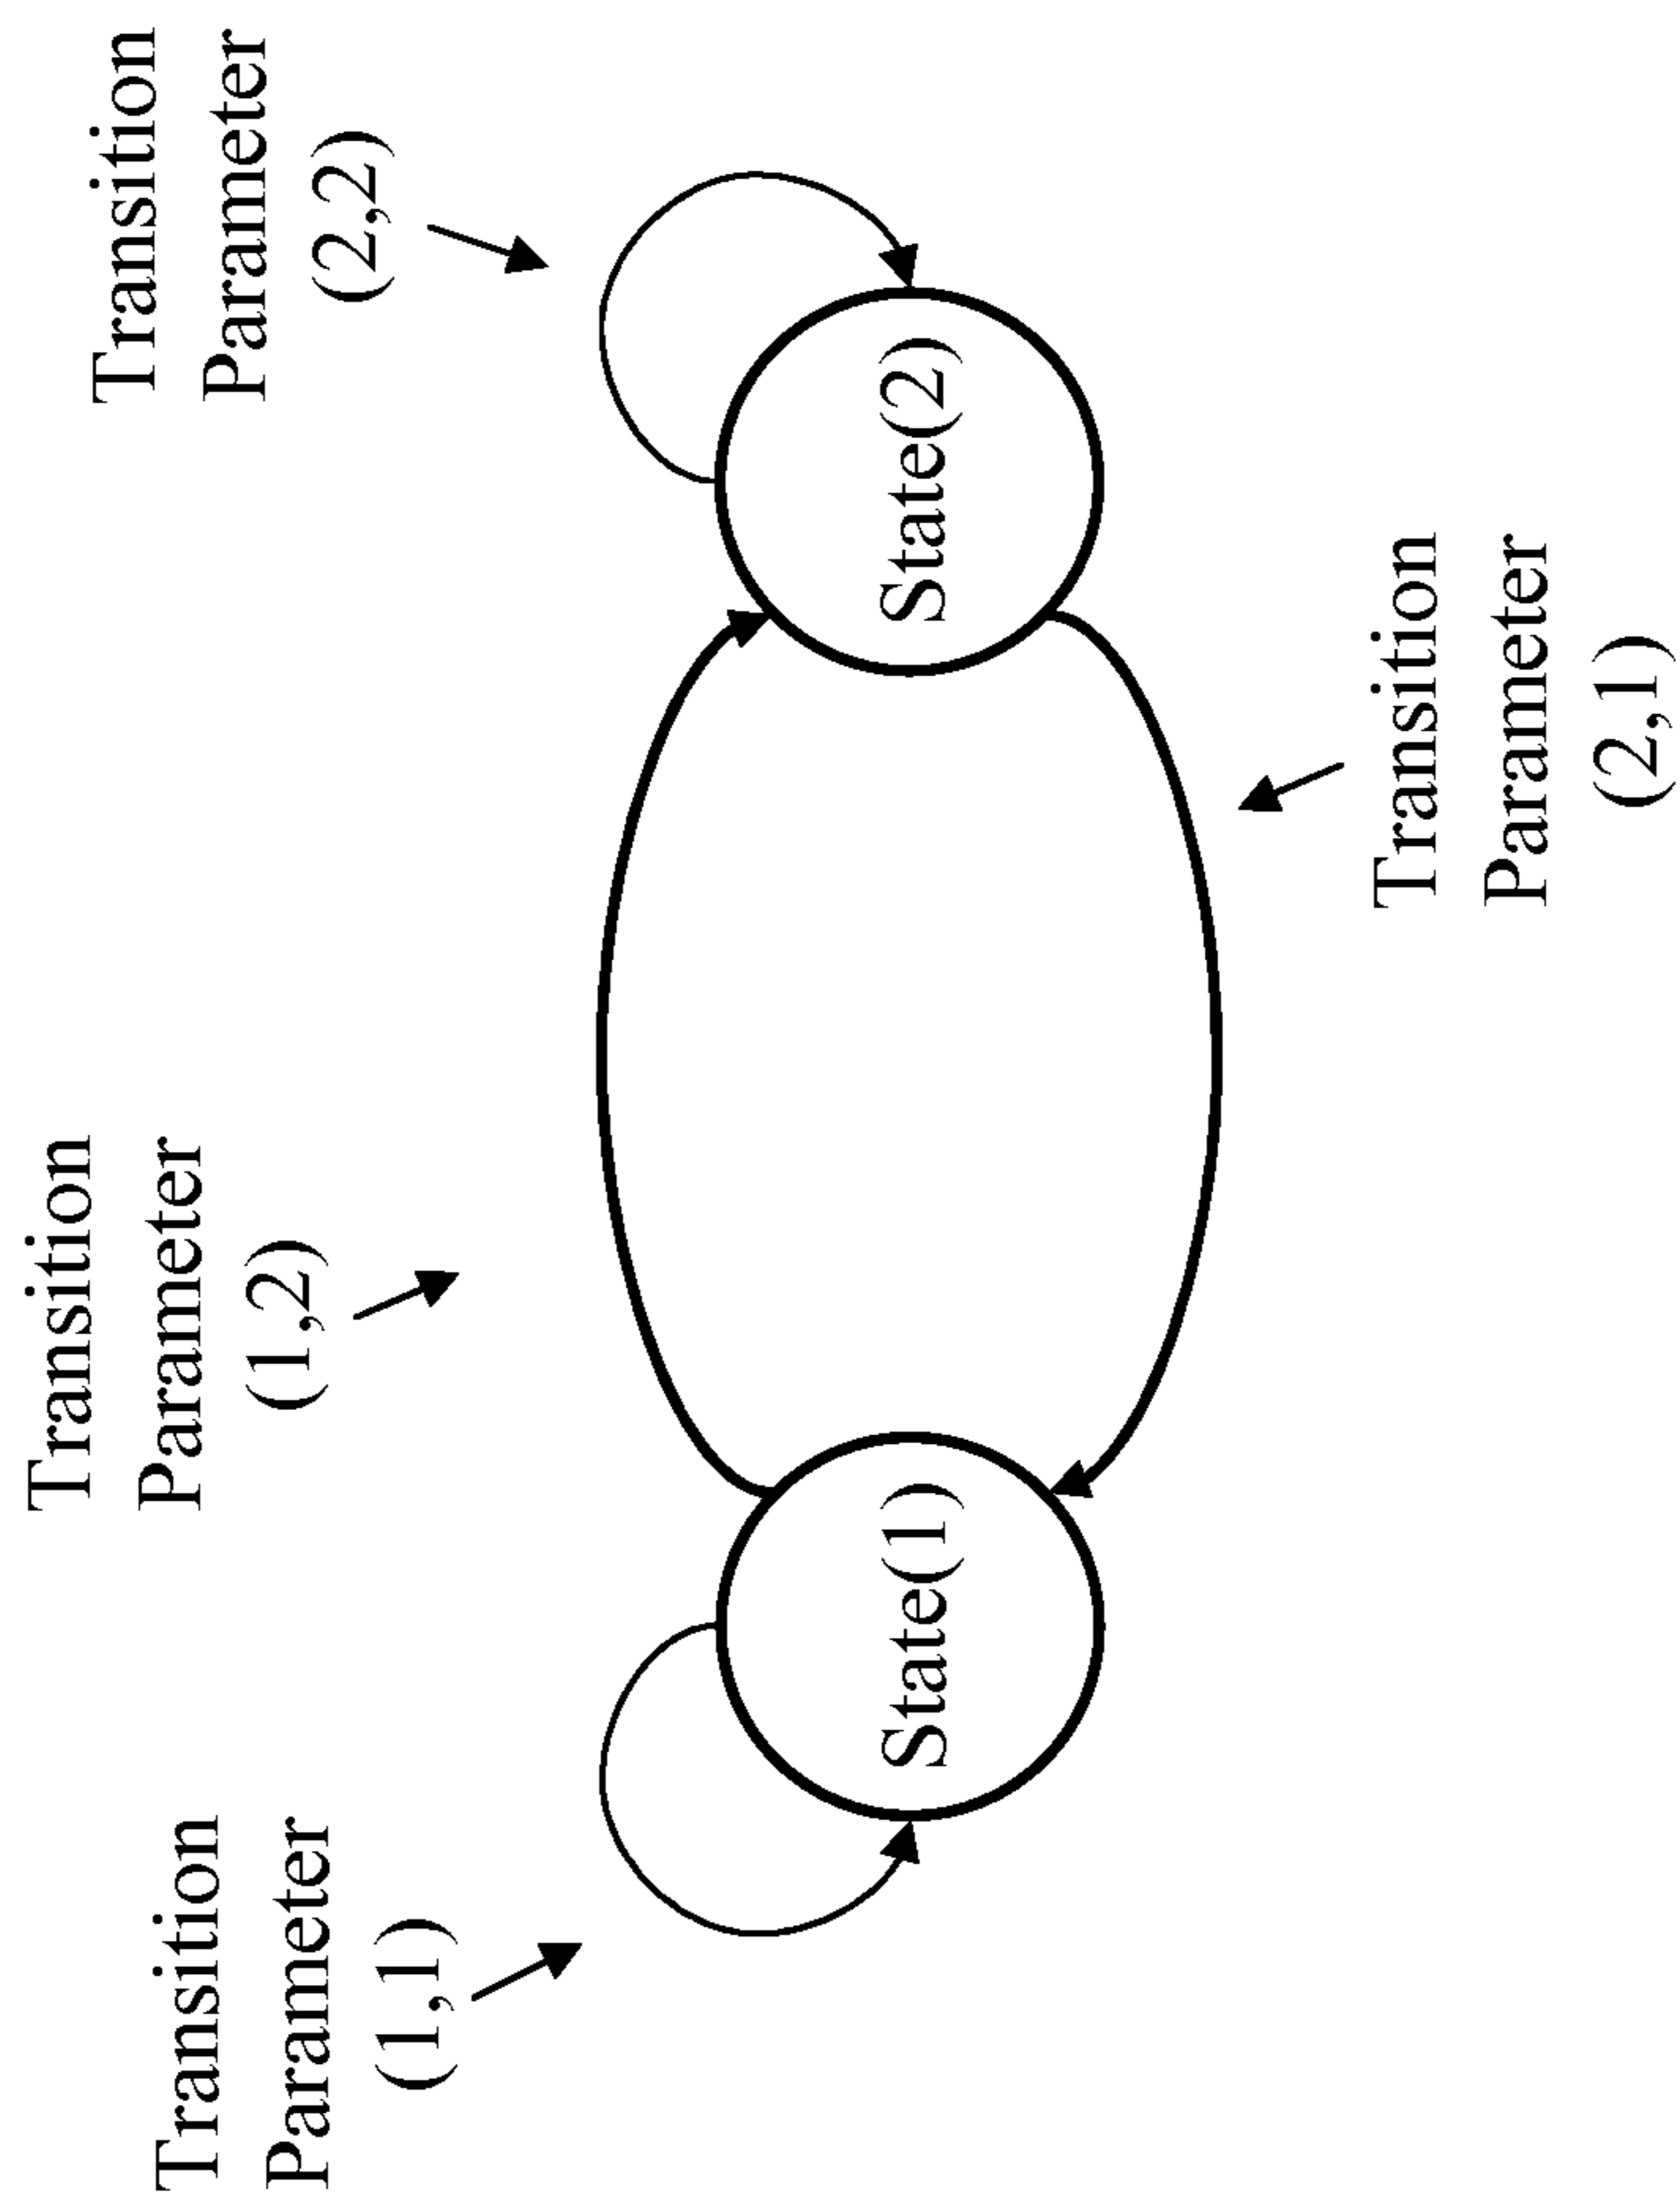 Transition
Parameter
(1,1)
Transition
Parameter
(1,2)
Transition
Parameter
(2,2)
State(1)
State(2)
Transition
Parameter
(2,1)